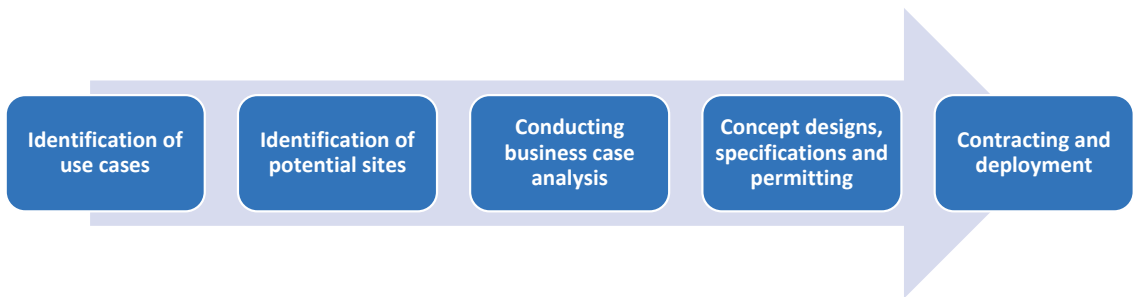 Identification of
use cases
Identification of
potential sites
Conducting
business case
analysis
Concept designs,
specifications and
permitting
Contracting and
deployment